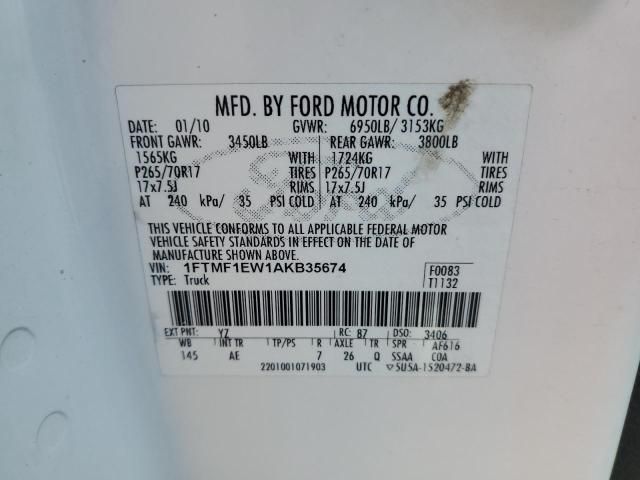 MFD. BY FORD MOTOR CO.
DATE: 01/10 GVWR: 6950LB/ 3153KG
FRONT GAWR: 3450LB REAR GAWR: 3800LB
1565KG WITH 1724KG WITH
P265/70R17 TIRES P265/70R17 TIRES
17x7.5J RIMS 17x7.5J RIMS
AT 240 kPa/ 35 PSI COLD AT 240 kPa/ 35 PSI COLD
THIS VEHICLE CONFORMS TO ALL APPLICABLE FEDERAL MOTOR
VEHICLE SAFETY STANDARDS IN EFFECT ON THE DATE OF
MANUFACTURE SHOWN ABOVE.
VIN: 1FTMF1EW1AKB35674 F0083
TYPE: Truck T1132
EXT PNT: YZ RC: 87 DSO: 3406
WB INT TR TP/PS R AXLE TR SPR AF616
145 AE 7 26 Q SSAA COA
2201001071903 UTC ▽5U5A-1520472-BA